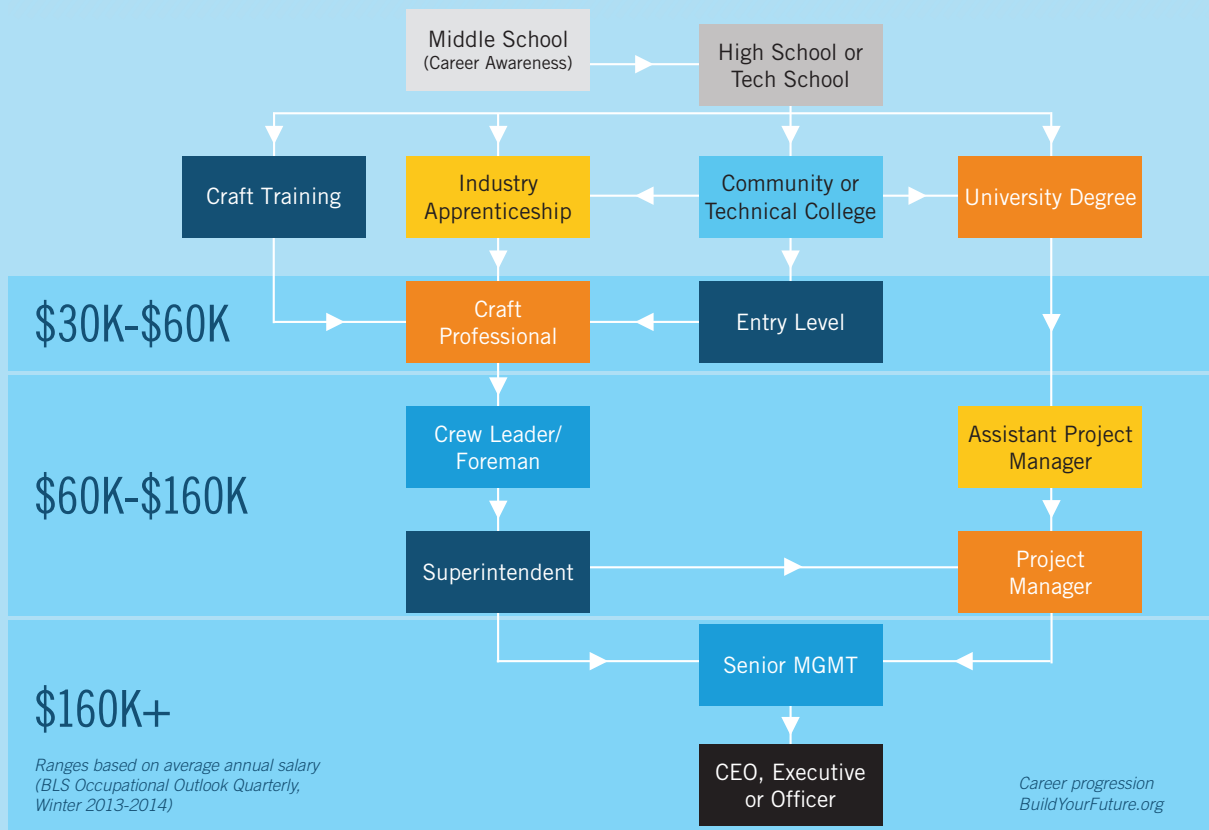 Middle School
(Career Awareness)
High School or
Tech School
Craft Training
Industry
Apprenticeship
Community or
Technical College
University Degree
$30K-$60K
Craft
Professional
Entry Level
$60K-$160K
Crew Leader/
Foreman
Assistant Project
Manager
Superintendent
Project
Manager
$160K+
Senior MGMT
CEO, Executive
or Officer
Ranges based on average annual salary
(BLS Occupational Outlook Quarterly,
Winter 2013-2014)
Career progression
BuildYourFuture.org